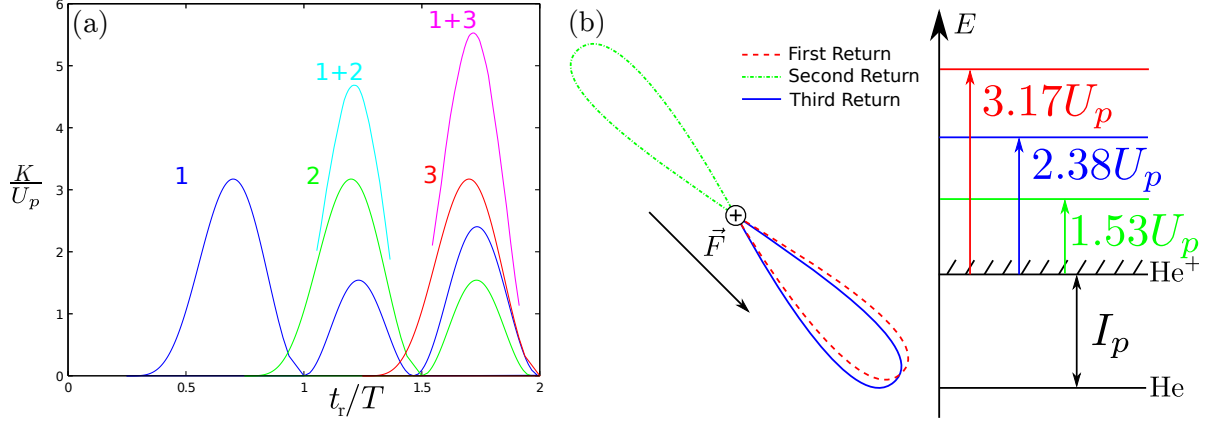 (a)
K/U_p
6
5
4
3
2
1
0
0
0.5
1
1.5
2
t_r/T
1
1+2
2
1+3
3
(b)
First Return
Second Return
Third Return
+
\vec{F}
E
3.17U_p
2.38U_p
1.53U_p
He^+
I_p
He